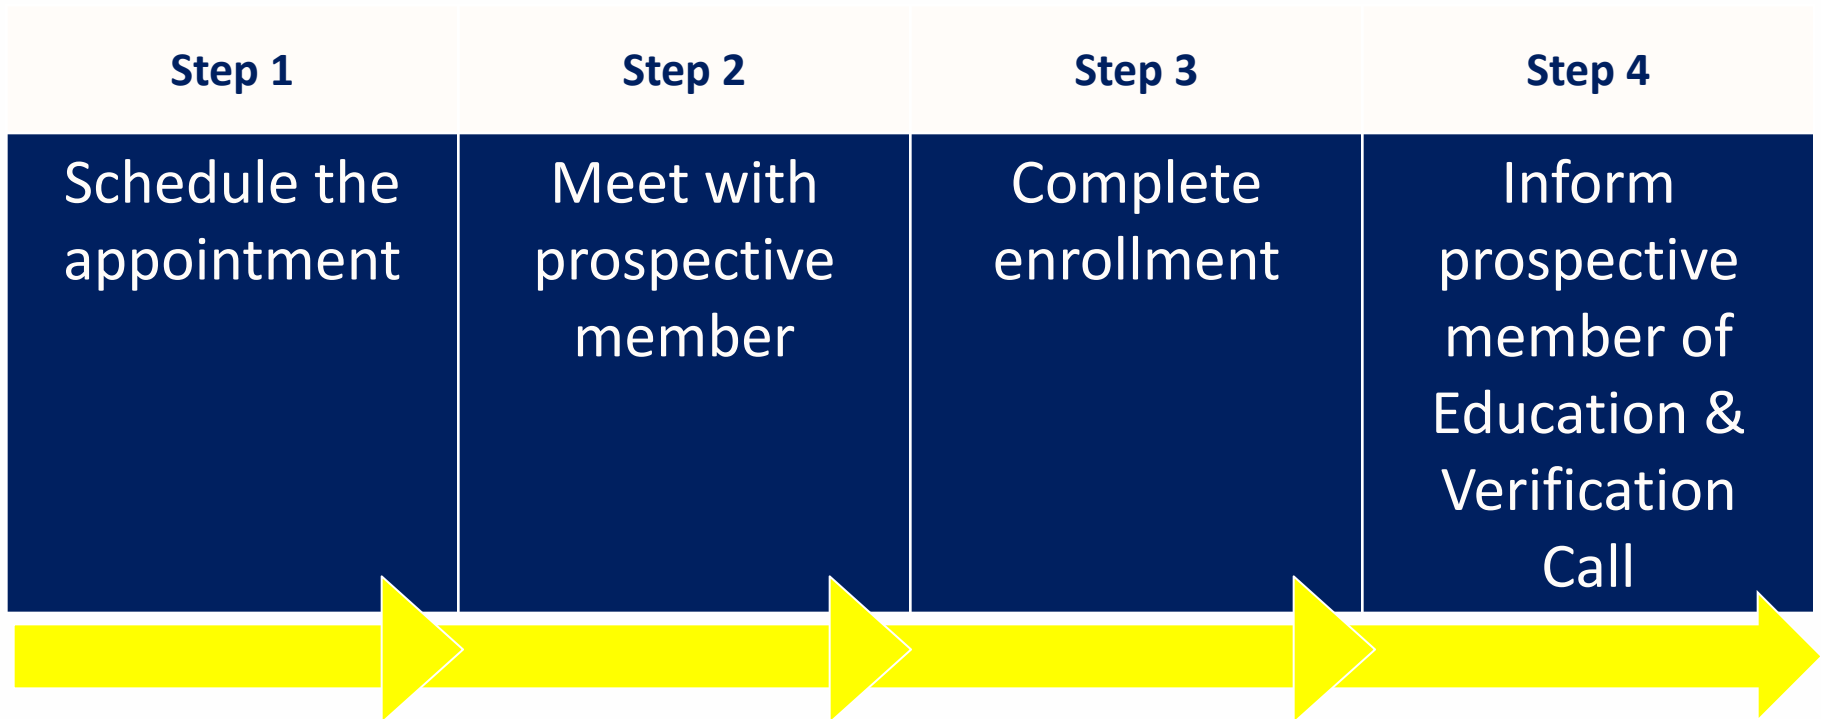 Step 1
Schedule the
appointment
Step 2
Meet with
prospective
member
Step 3
Complete
enrollment
Step 4
Inform
prospective
member of
Education &
Verification
Call